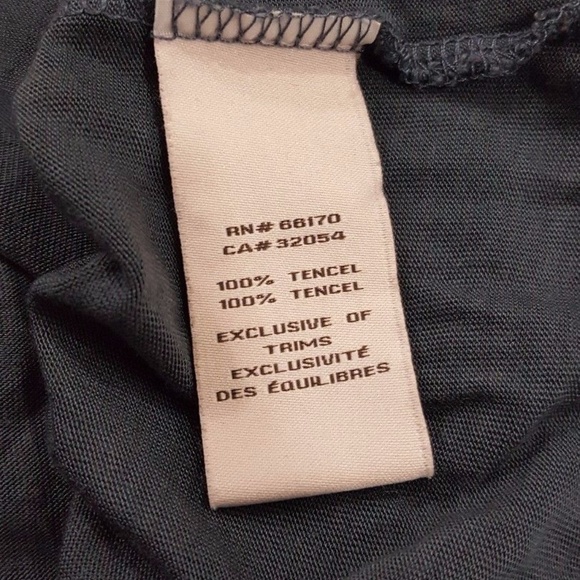 RN# 66170
CA# 32054
100% TENCEL
100% TENCEL
EXCLUSIVE OF
TRIMS
EXCLUSIVITÉ
DES ÉQUILIBRES